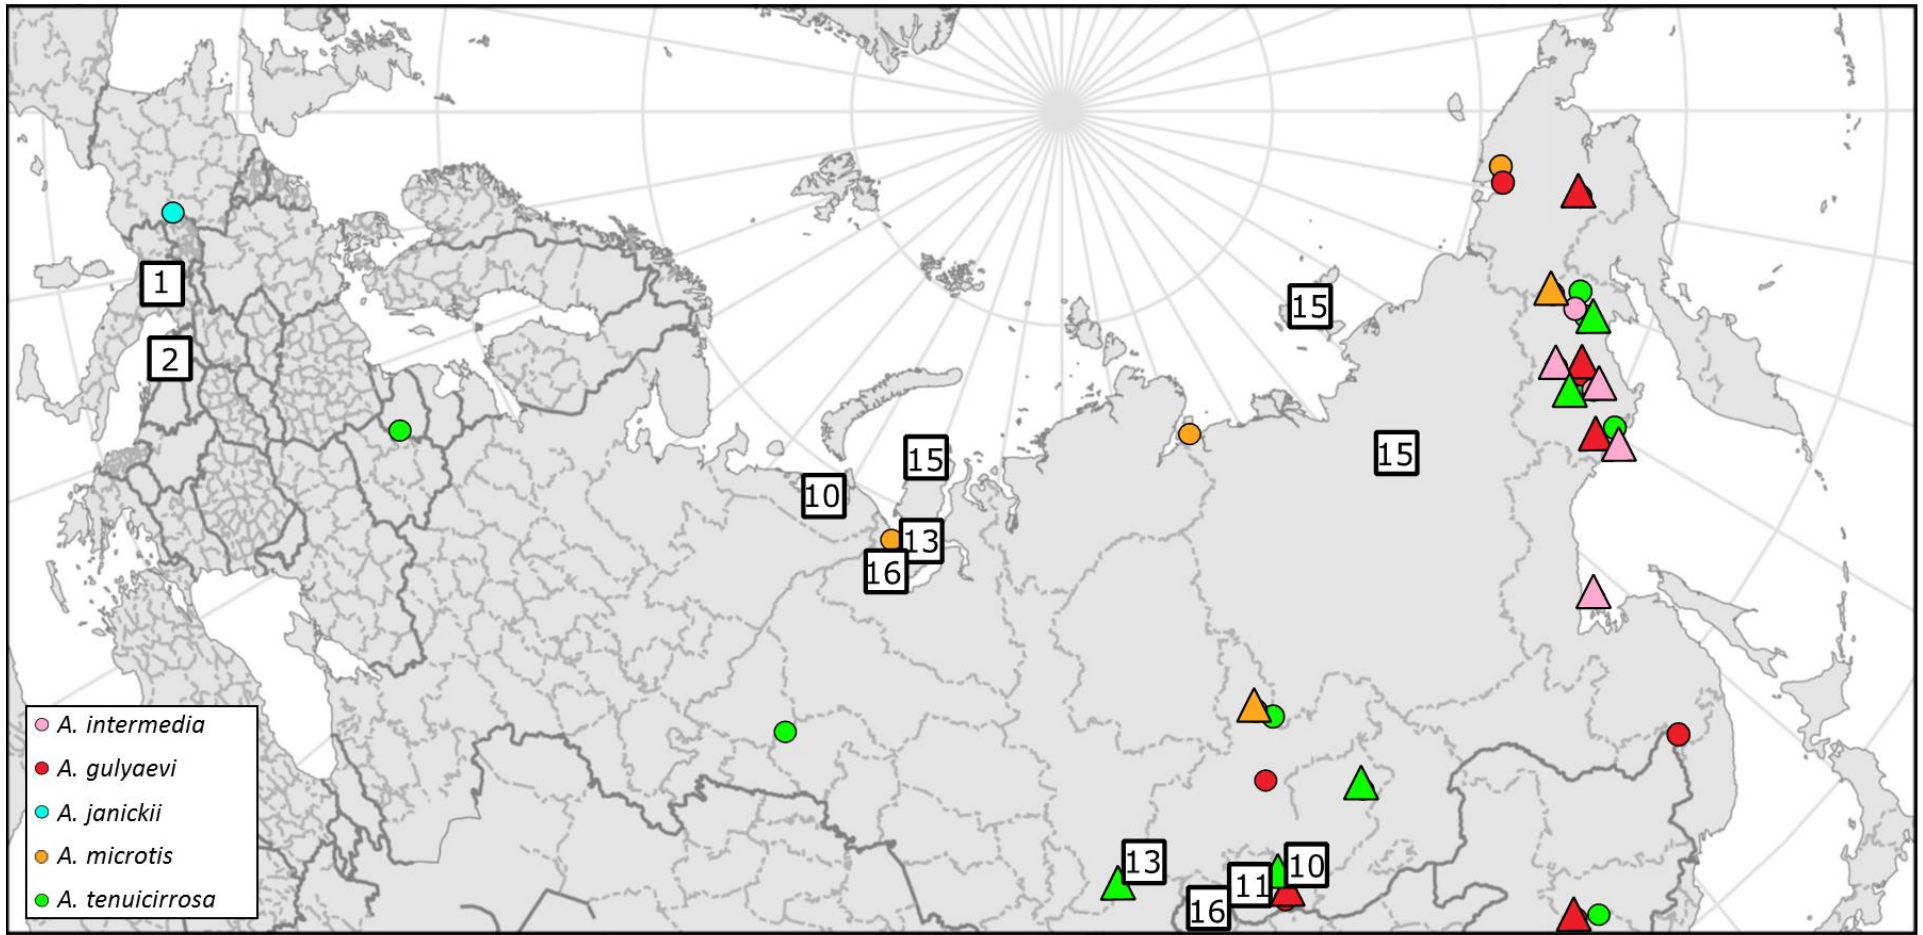 1
2
15
15
15
10
13
16
13
10
11
16
A. intermedia
A. gulyaevi
A. janickii
A. microtis
A. tenuicirrosa